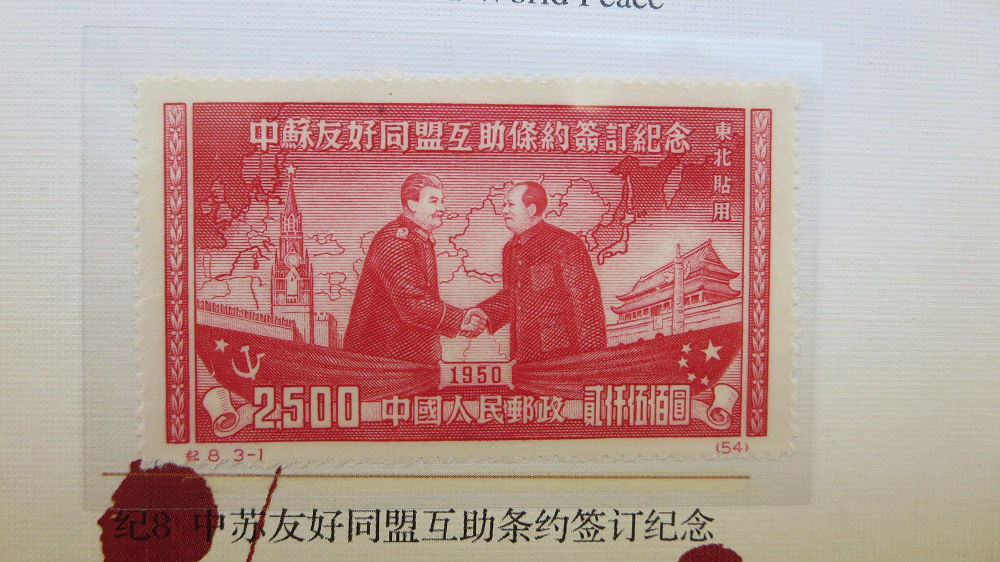 World Peace
中蘇友好同盟互助條約簽訂紀念
東北貼用
1950
2500 中國人民郵政 貳仟伍佰圓
紀 8. 3-1
(54)
纪8 中苏友好同盟互助条约签订纪念